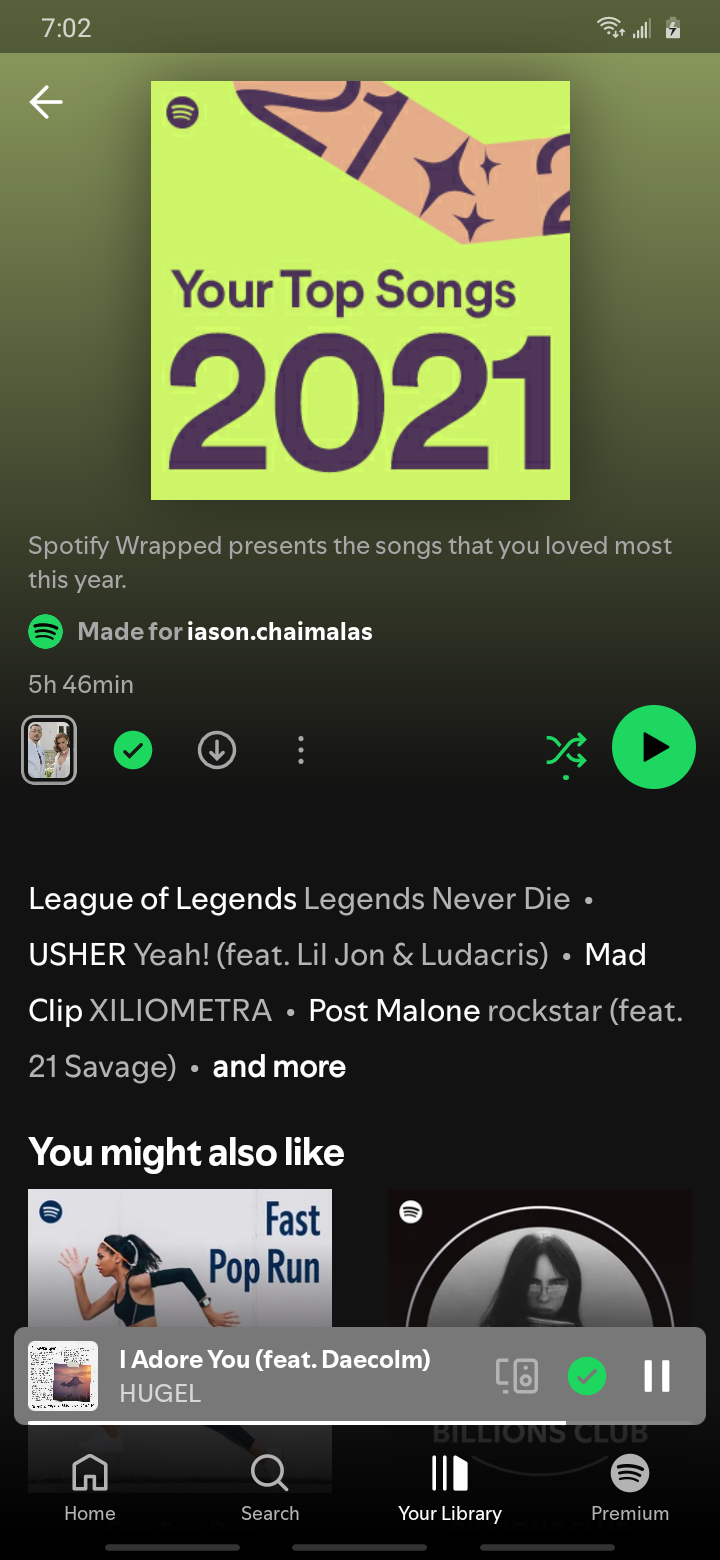 7:02
21
2
Your Top Songs
2021
Spotify Wrapped presents the songs that you loved most
this year.
Made for iason.chaimalas
5h 46min
League of Legends Legends Never Die •
USHER Yeah! (feat. Lil Jon & Ludacris) • Mad
Clip XILIOMETRA • Post Malone rockstar (feat.
21 Savage) • and more
You might also like
Fast
Pop Run
I Adore You (feat. Daecolm)
HUGEL
BILLIONS CLUB
Home
Search
Your Library
Premium